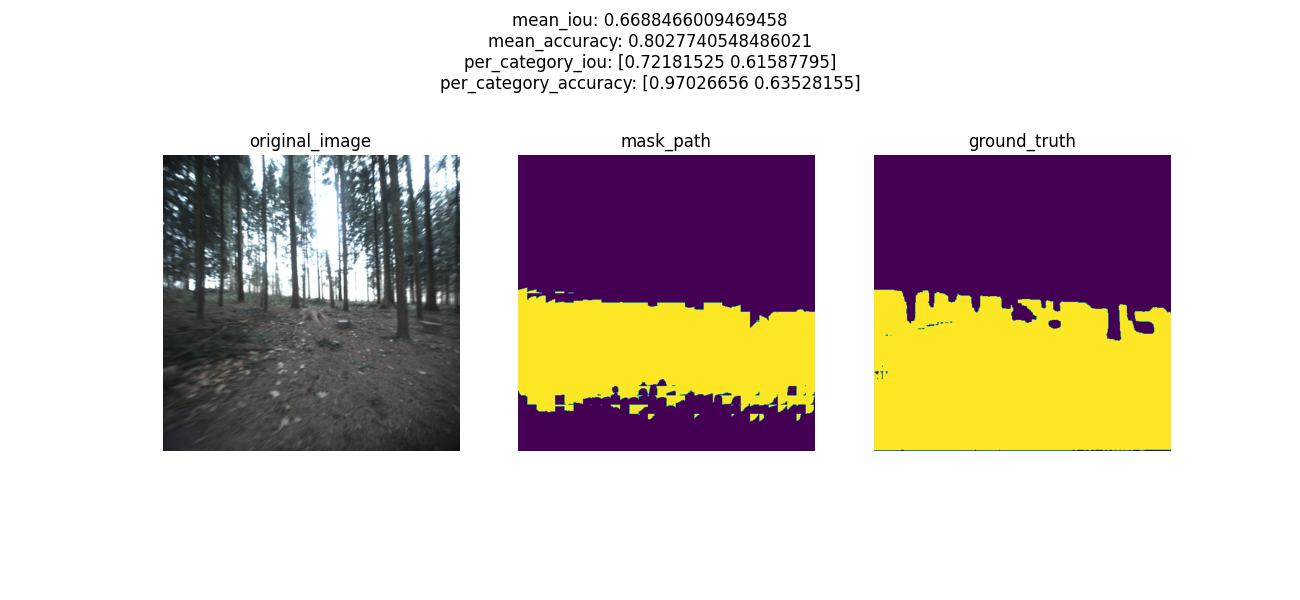 mean_iou: 0.6688466009469458
mean_accuracy: 0.8027740548486021
per_category_iou: [0.72181525 0.61587795]
per_category_accuracy: [0.97026656 0.63528155]
original_image
mask_path
ground_truth